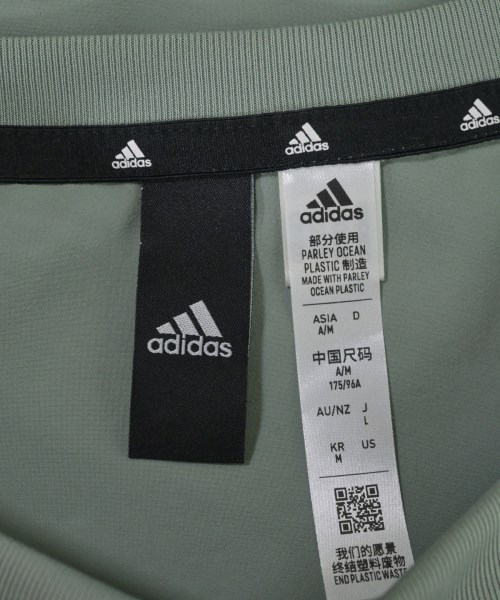 adidas
adidas
adidas
adidas
adidas
部分使用
PARLEY OCEAN
PLASTIC 制造
MADE WITH PARLEY
OCEAN PLASTIC
ASIA D
A/M
中国尺码
A/M
175/96A
AU/NZ J
L
KR US
M
我们的愿景
终结塑料废物
END PLASTIC WASTE